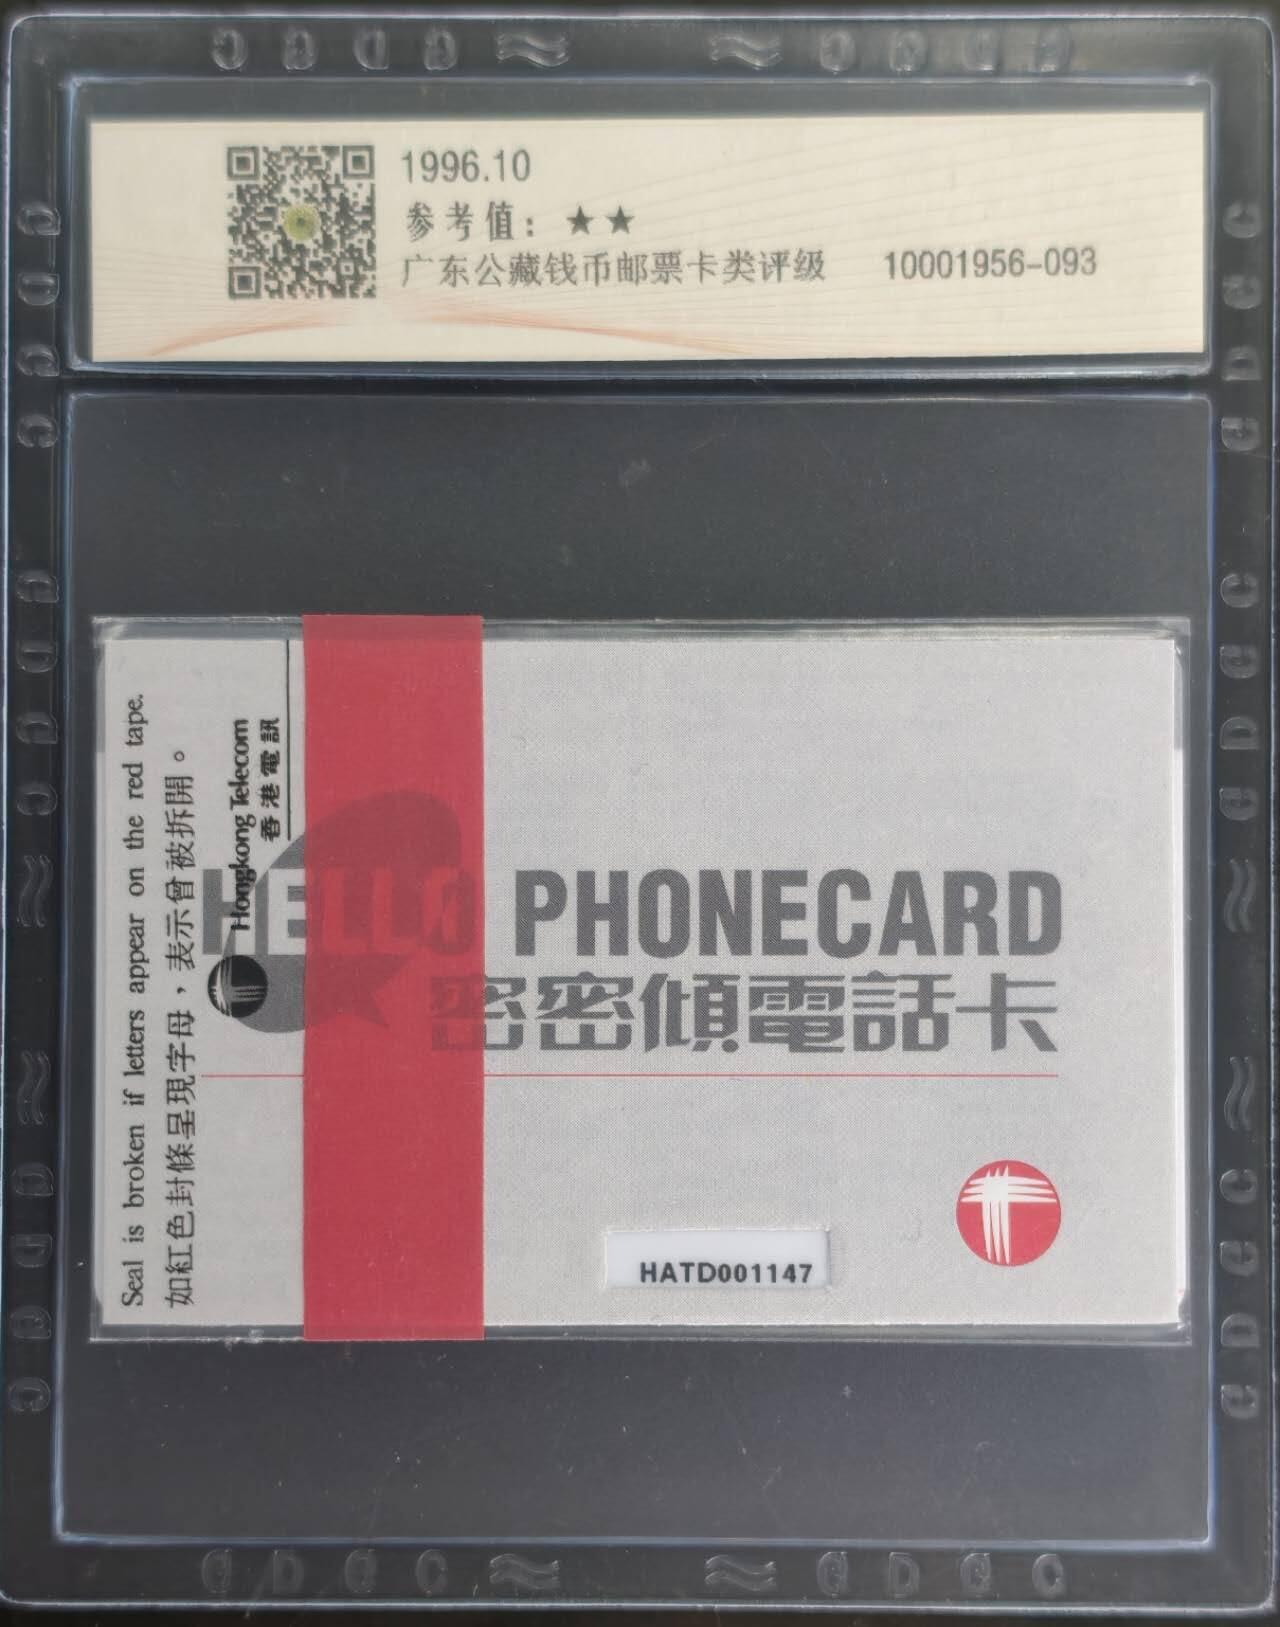 1996.10
参考值：★★
广东公藏钱币邮票卡类评级 10001956-093
Seal is broken if letters appear on the red tape.
如紅色封條呈現字母，表示曾被拆開。
Hongkong Telecom
香港電訊
HELLO PHONECARD
密密傾電話卡
HATD001147